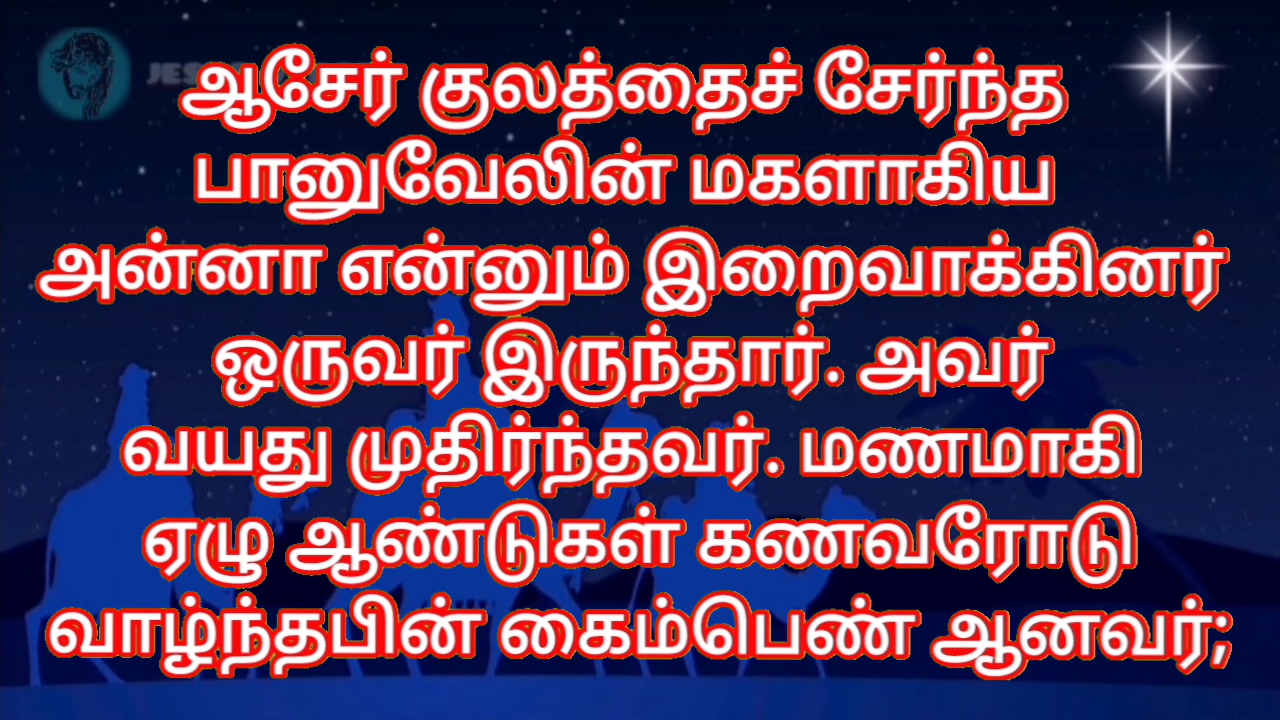 JES
ஆசேர் குலத்தைச் சேர்ந்த
பானுவேலின் மகளாகிய
அன்னா என்னும் இறைவாக்கினர்
ஒருவர் இருந்தார். அவர்
வயது முதிர்ந்தவர். மணமாகி
ஏழு ஆண்டுகள் கணவரோடு
வாழ்ந்தபின் கைம்பெண் ஆனவர்;